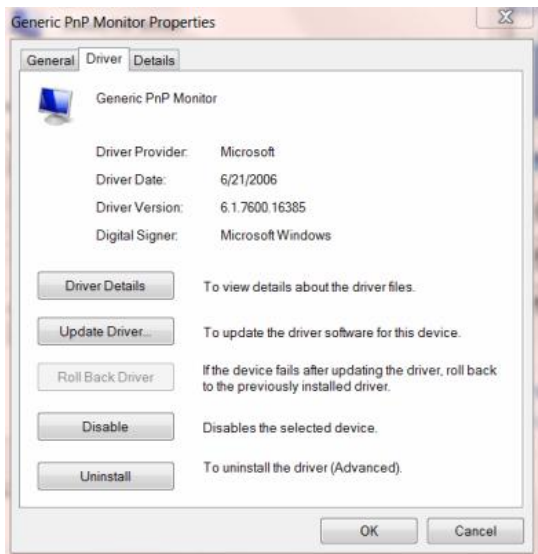 Generic PnP Monitor Properties
General Driver Details
Generic PnP Monitor
Driver Provider: Microsoft
Driver Date: 6/21/2006
Driver Version: 6.1.7600.16385
Digital Signer: Microsoft Windows
Driver Details To view details about the driver files.
Update Driver... To update the driver software for this device.
Roll Back Driver If the device fails after updating the driver, roll back
to the previously installed driver.
Disable Disables the selected device.
Uninstall To uninstall the driver (Advanced).
OK Cancel